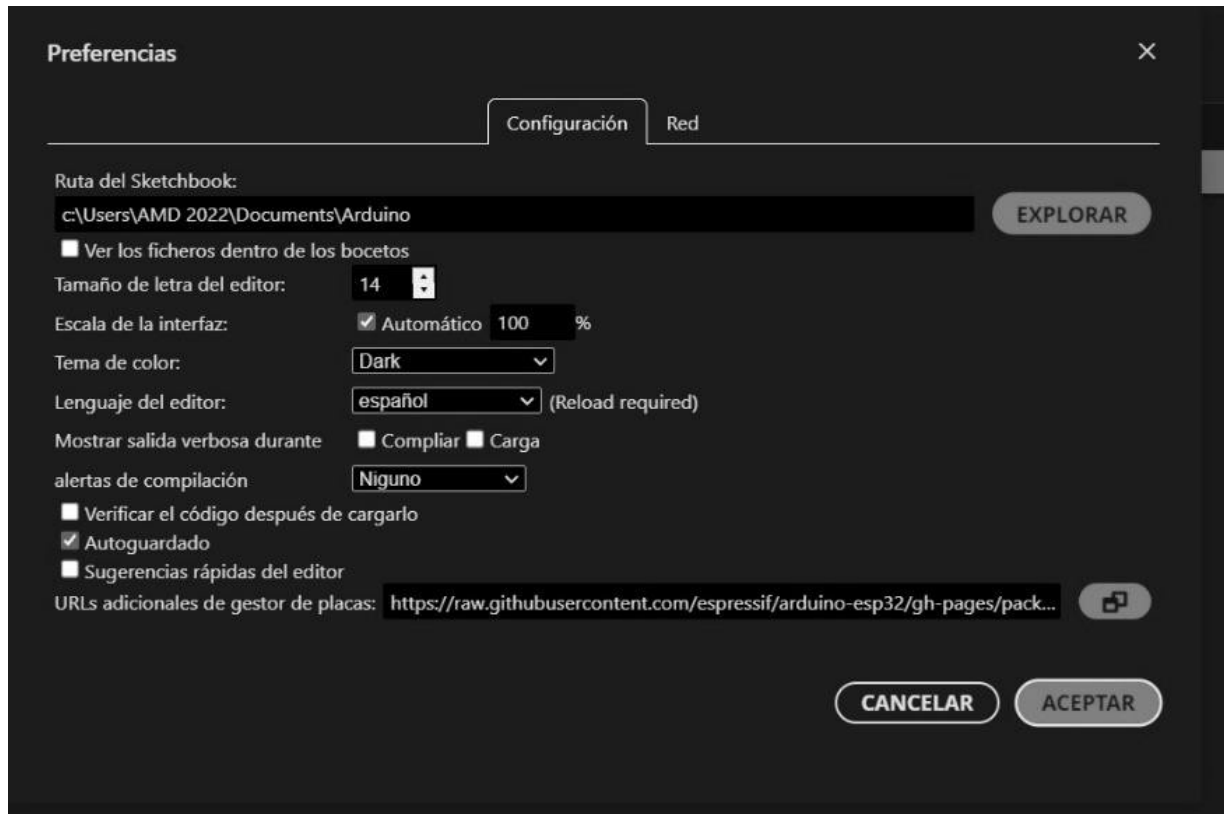 Preferencias
Configuración Red
Ruta del Sketchbook:
c:\Users\AMD 2022\Documents\Arduino EXPLORAR
Ver los ficheros dentro de los bocetos
Tamaño de letra del editor: 14
Escala de la interfaz: Automático 100 %
Tema de color: Dark
Lenguaje del editor: español (Reload required)
Mostrar salida verbosa durante Compliar Carga
alertas de compilación Niguno
Verificar el código después de cargarlo
Autoguardado
Sugerencias rápidas del editor
URLs adicionales de gestor de placas: https://raw.githubusercontent.com/espressif/arduino-esp32/gh-pages/pack...
CANCELAR ACEPTAR